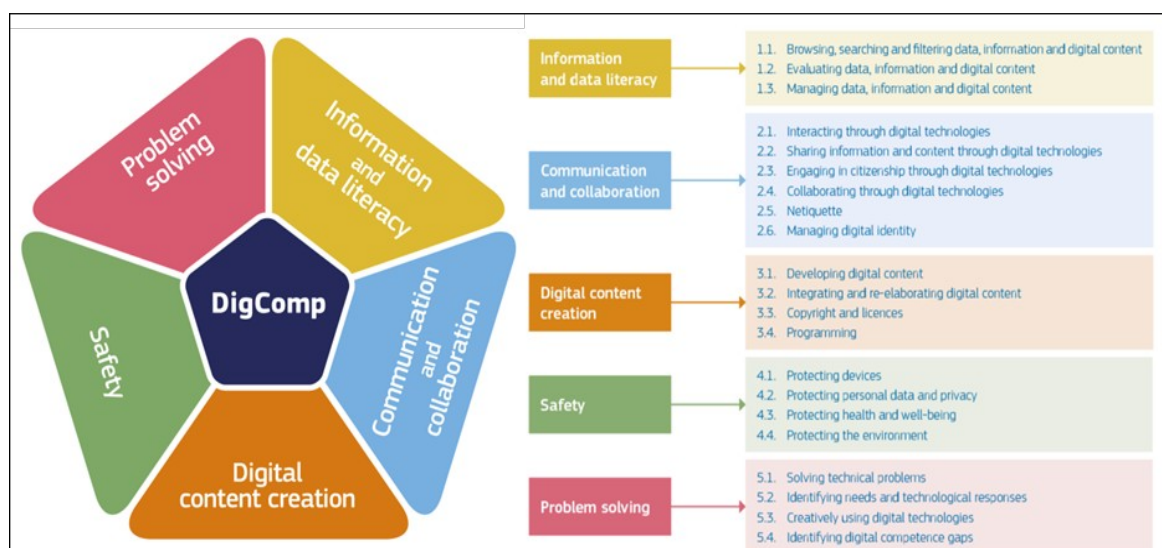 Problem
solving
Information
and
data literacy
Safety
DigComp
Communication
and
collaboration
Digital
content creation
Information
and data literacy
1.1. Browsing, searching and filtering data, information and digital content
1.2. Evaluating data, information and digital content
1.3. Managing data, information and digital content
Communication
and collaboration
2.1. Interacting through digital technologies
2.2. Sharing information and content through digital technologies
2.3. Engaging in citizenship through digital technologies
2.4. Collaborating through digital technologies
2.5. Netiquette
2.6. Managing digital identity
Digital content
creation
3.1. Developing digital content
3.2. Integrating and re-elaborating digital content
3.3. Copyright and licences
3.4. Programming
Safety
4.1. Protecting devices
4.2. Protecting personal data and privacy
4.3. Protecting health and well-being
4.4. Protecting the environment
Problem solving
5.1. Solving technical problems
5.2. Identifying needs and technological responses
5.3. Creatively using digital technologies
5.4. Identifying digital competence gaps